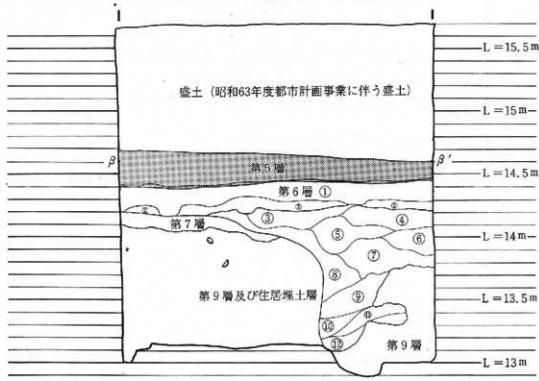 Ⅰ Ⅰ
L=15.5m
盛土 (昭和63年度都市計画事業に伴う盛土)
L=15m
β β'
第5層
L=14.5m
第6層 ①
②
③ ④
第7層
⑤ ⑥
L=14m
⑦
⑧
第9層及び住居埋土層
⑨
L=13.5m
⑩ ⑪
⑫
第9層
L=13m